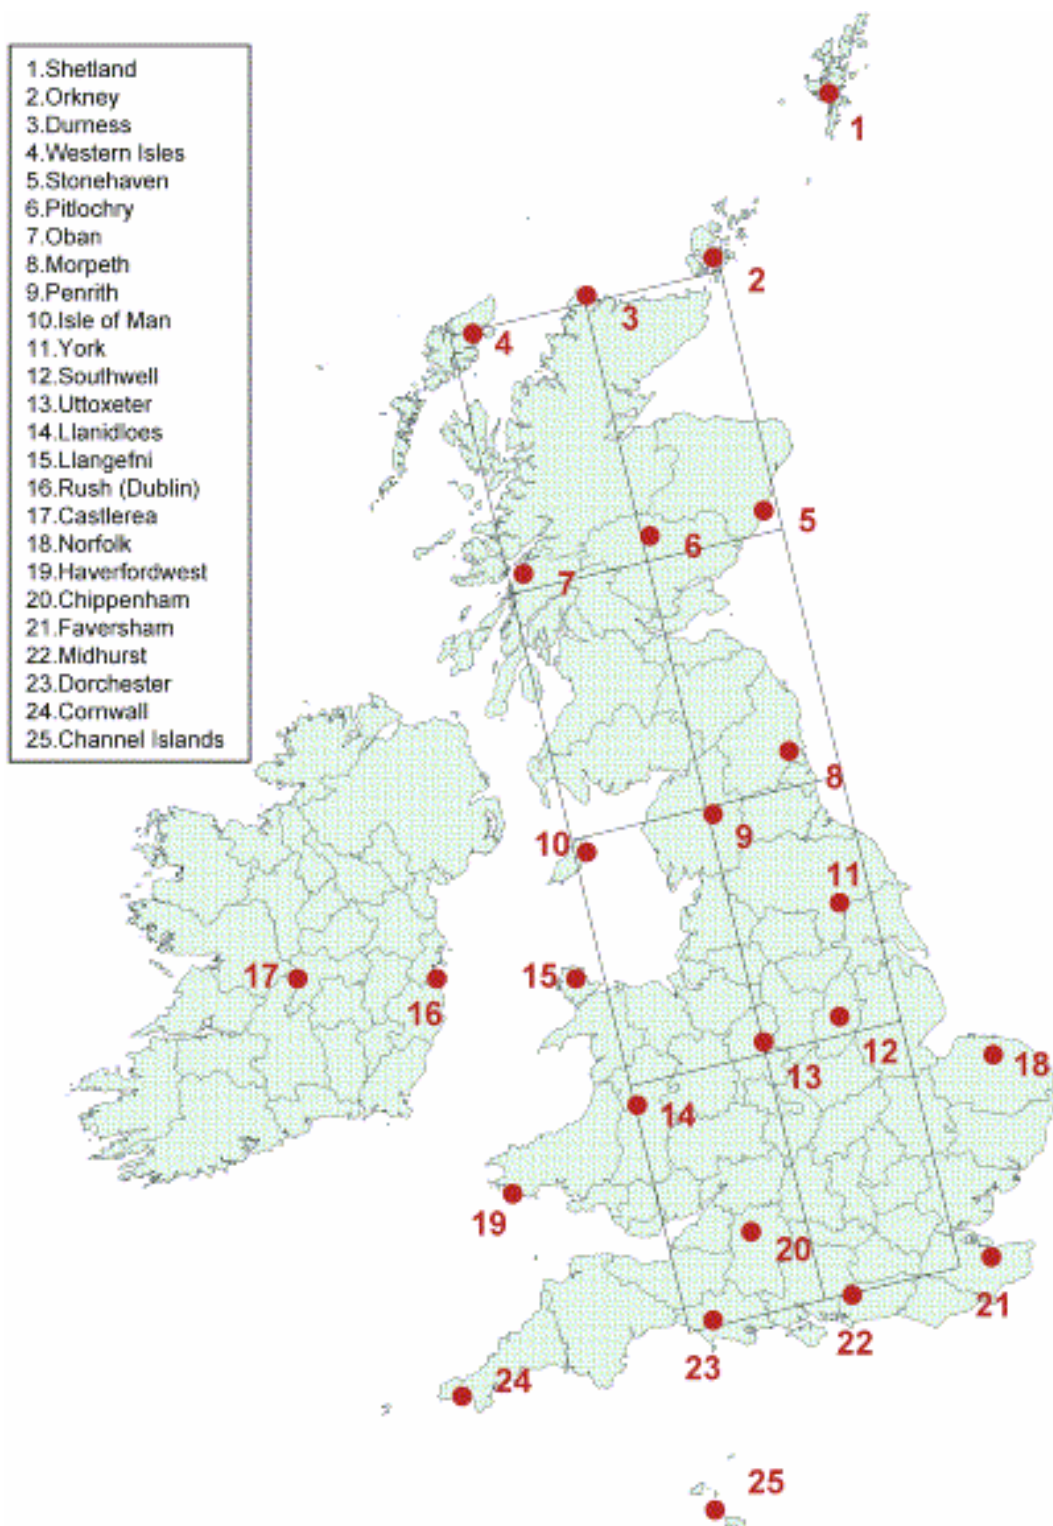 1.Shetland
2.Orkney
3.Durness
4.Western Isles
5.Stonehaven
6.Pitlochry
7.Oban
8.Morpeth
9.Penrith
10.Isle of Man
11.York
12.Southwell
13.Uttoxeter
14.Llanidloes
15.Llangefni
16.Rush (Dublin)
17.Castlerea
18.Norfolk
19.Haverfordwest
20.Chippenham
21.Faversham
22.Midhurst
23.Dorchester
24.Cornwall
25.Channel Islands
1
2
3
4
5
6
7
8
9
10
11
12
13
14
15
16
17
18
19
20
21
22
23
24
25